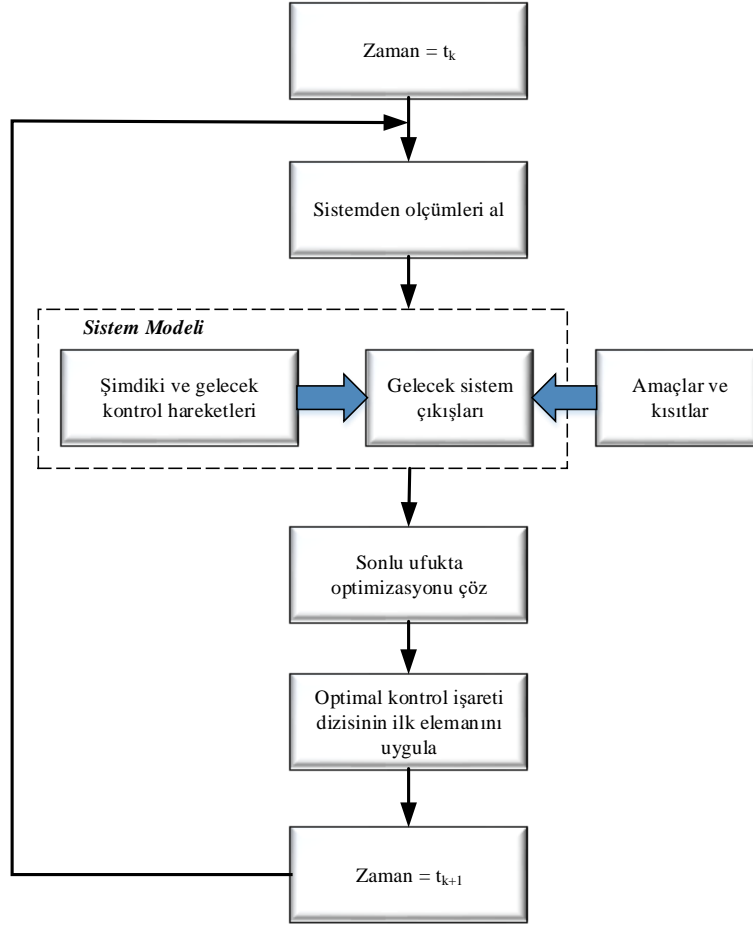 Zaman = tk
Sistemden olçümleri al
Sistem Modeli
Şimdiki ve gelecek
kontrol hareketleri
Gelecek sistem
çıkışları
Amaçlar ve
kısıtlar
Sonlu ufukta
optimizasyonu çöz
Optimal kontrol işareti
dizisinin ilk elemanını
uygula
Zaman = tk+1